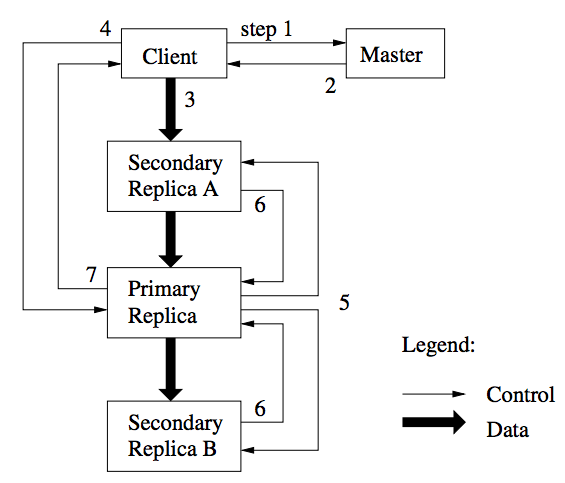 4
step 1
Client
Master
2
3
Secondary
Replica A
6
7
Primary
Replica
5
Legend:
Control
6
Secondary
Replica B
Data